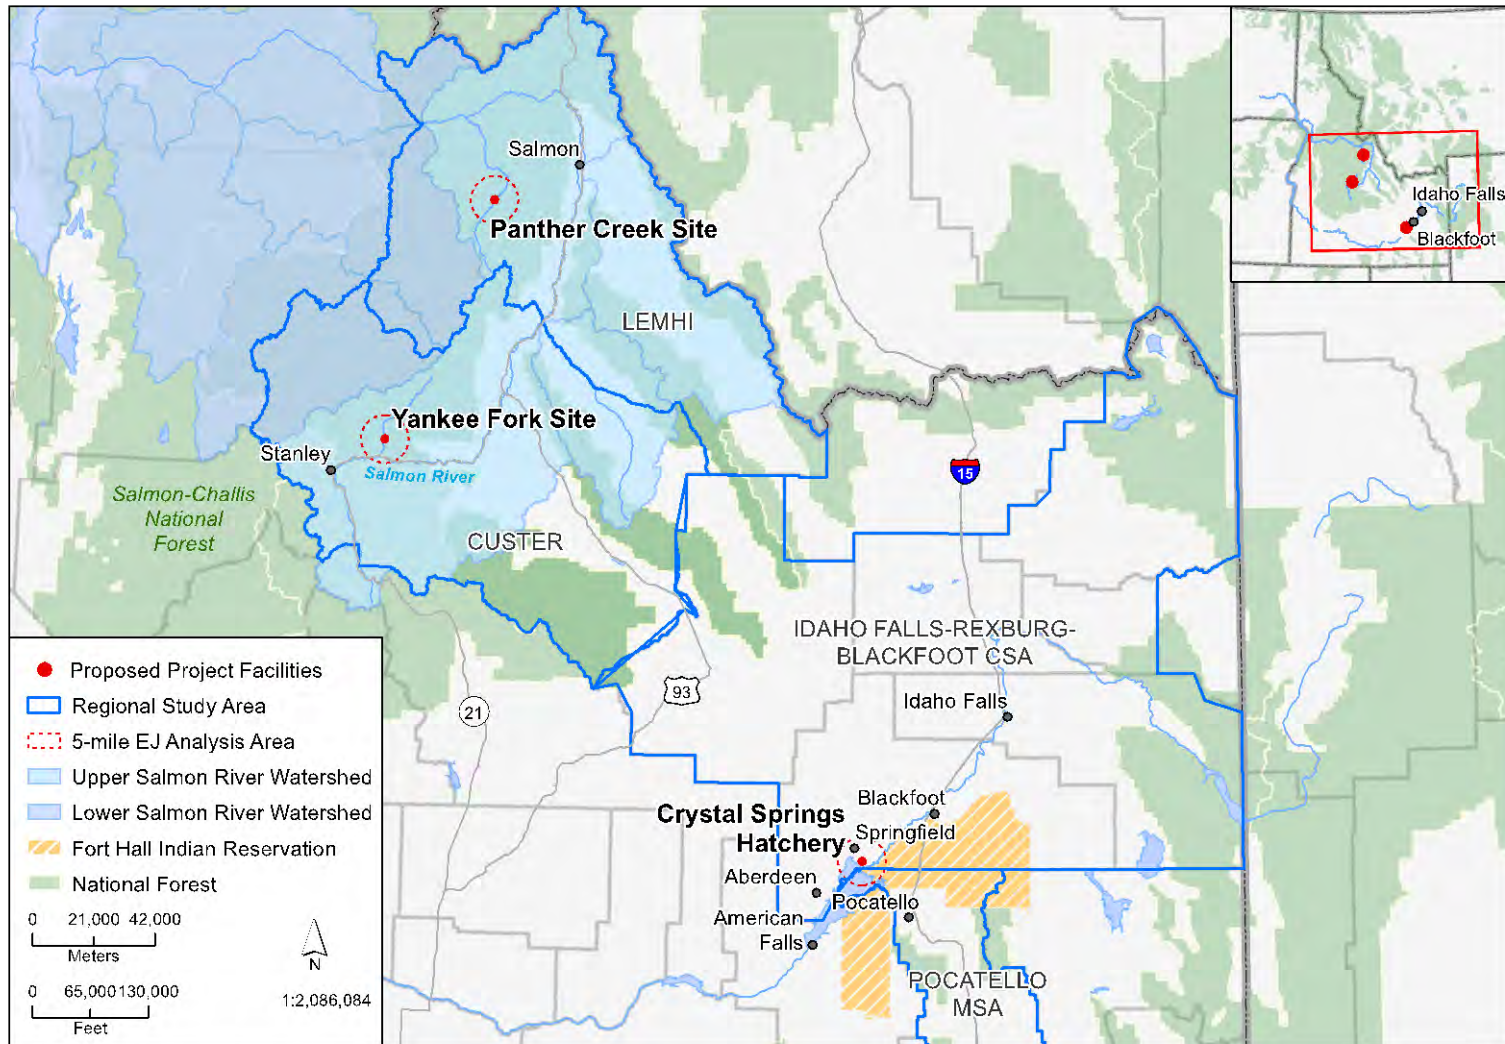 Idaho Falls
Blackfoot
Salmon
Panther Creek Site
LEMHI
Yankee Fork Site
Stanley
Salmon River
Salmon-Challis
National
Forest
15
CUSTER
IDAHO FALLS-REXBURG-
BLACKFOOT CSA
93
21
Idaho Falls
Blackfoot
Crystal Springs
Hatchery
Springfield
Aberdeen
Pocatello
American
Falls
POCATELLO
MSA
Proposed Project Facilities
Regional Study Area
5-mile EJ Analysis Area
Upper Salmon River Watershed
Lower Salmon River Watershed
Fort Hall Indian Reservation
National Forest
0 21,000 42,000
Meters
N
0 65,000 130,000
Feet
1:2,086,084